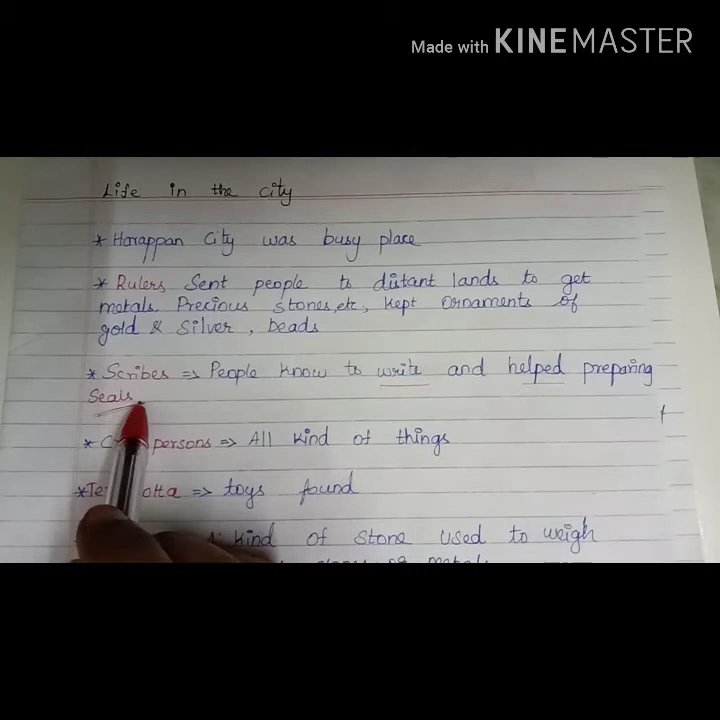 Made with KINEMASTER
Life in the city
* Harappan City was busy place
* Rulers Sent people to distant lands to get
metals, Precious stones, etc, kept ornaments of
gold & silver, beads
* Scribes => People know to write and helped preparing
Seals.
* persons => All kind of things
* => toys found
kind of stone used to weigh